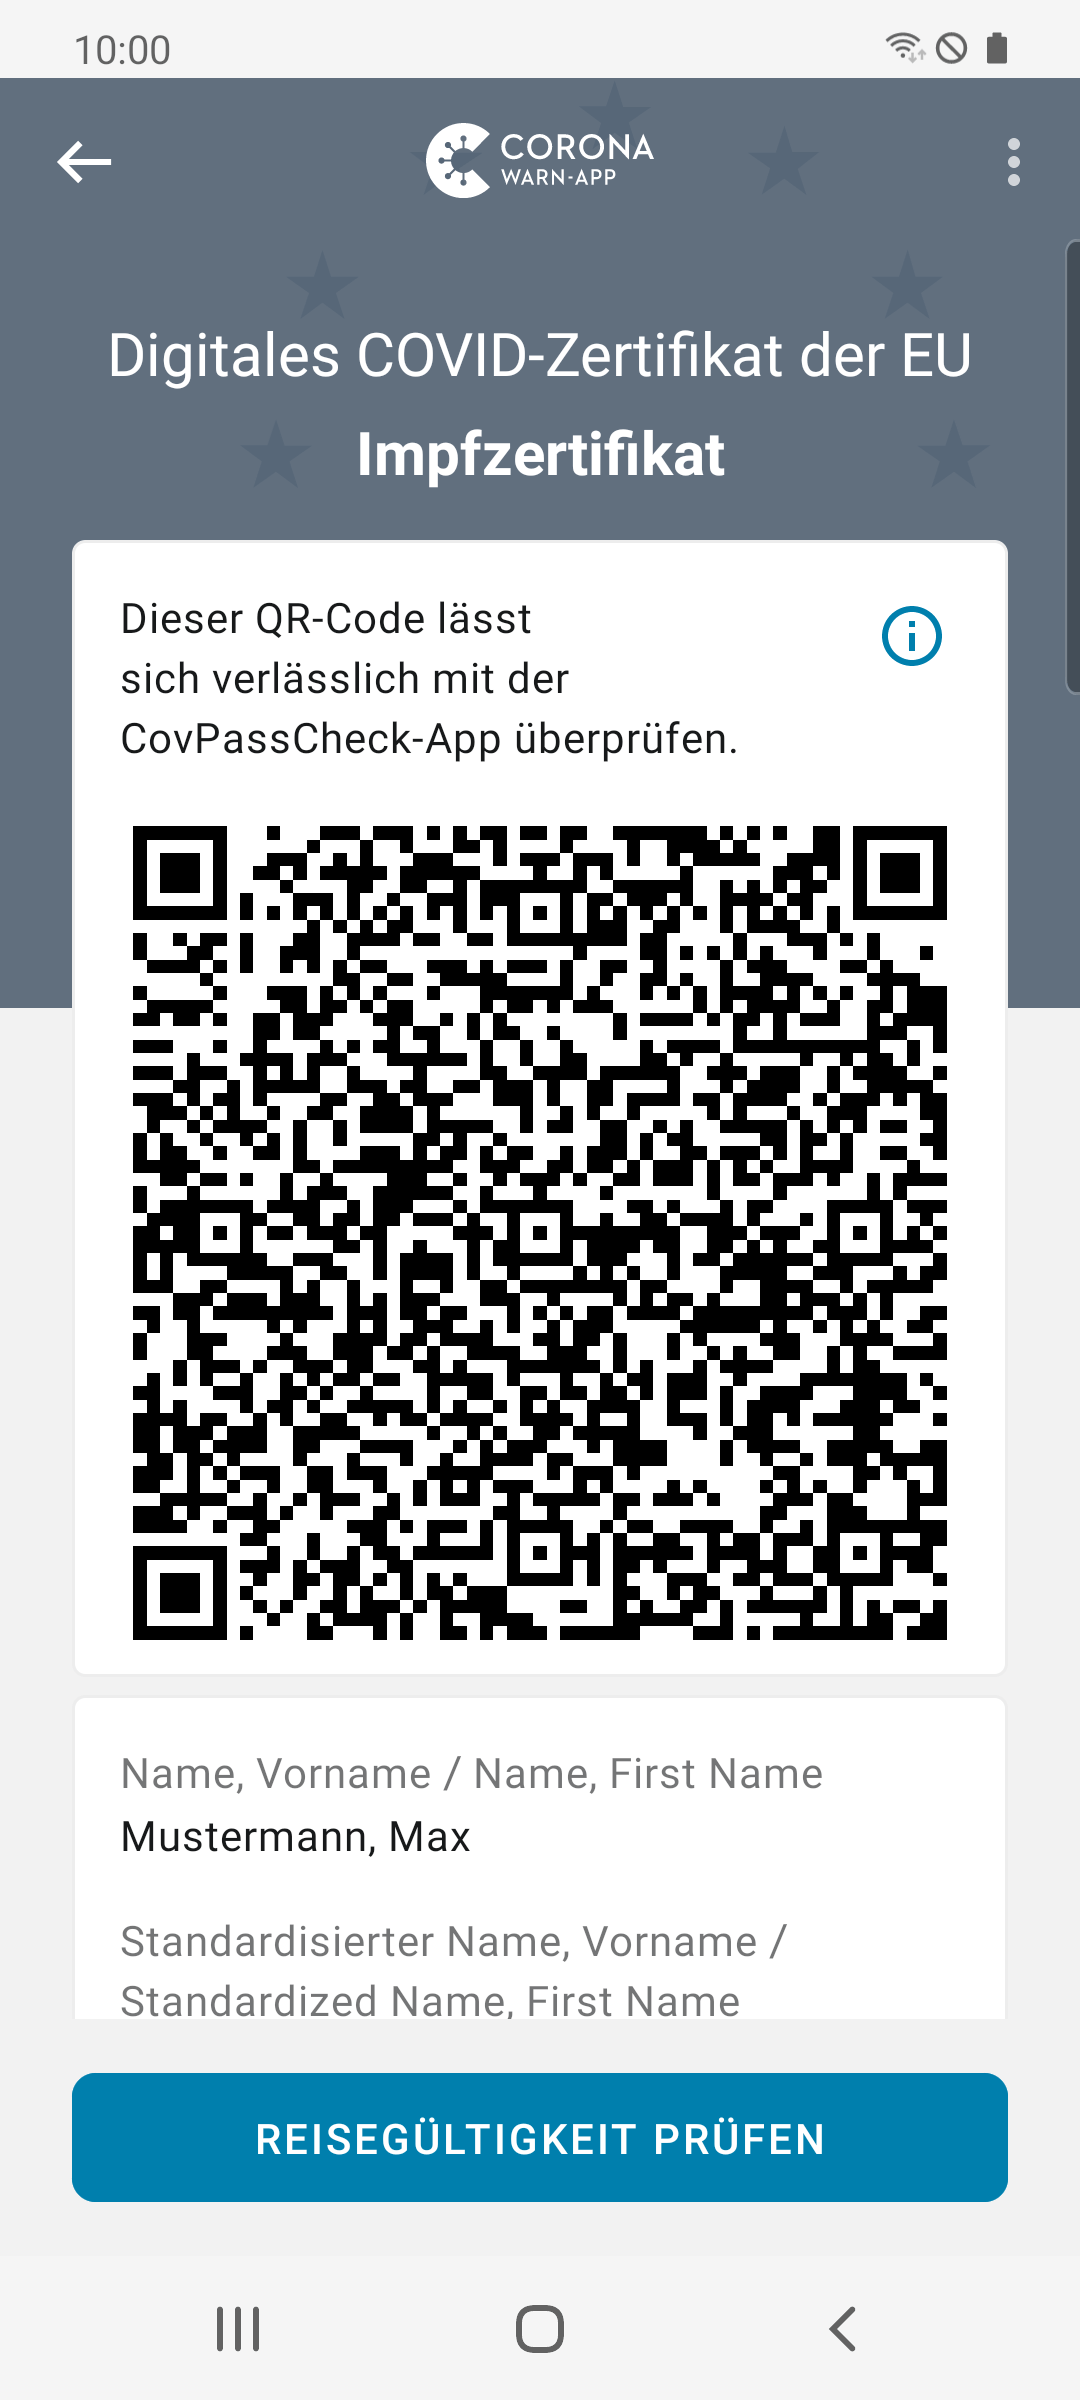 10:00
CORONA
WARN-APP
Digitales COVID-Zertifikat der EU
Impfzertifikat
Dieser QR-Code lässt
sich verlässlich mit der
CovPassCheck-App überprüfen.
Name, Vorname / Name, First Name
Mustermann, Max
Standardisierter Name, Vorname /
Standardized Name, First Name
REISEGÜLTIGKEIT PRÜFEN